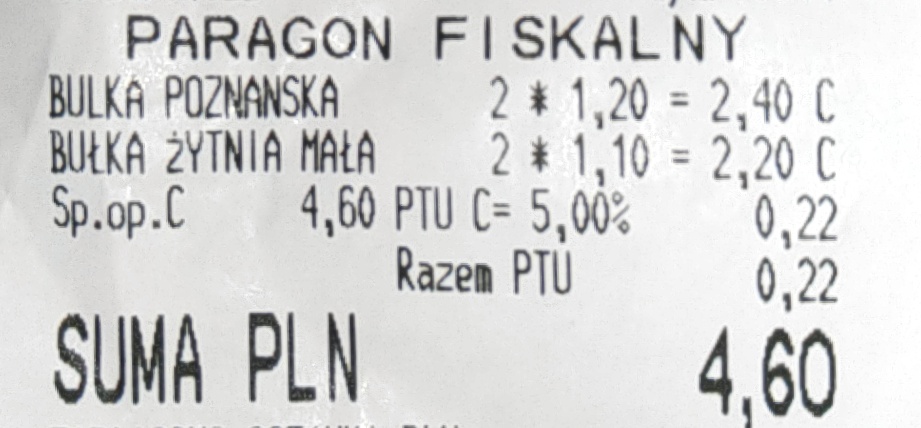 PARAGON FISKALNY
BULKA POZNANSKA 2 * 1,20 = 2,40 C
BUŁKA ŻYTNIA MAŁA 2 * 1,10 = 2,20 C
Sp.op.C 4,60 PTU C= 5,00% 0,22
Razem PTU 0,22
SUMA PLN 4,60